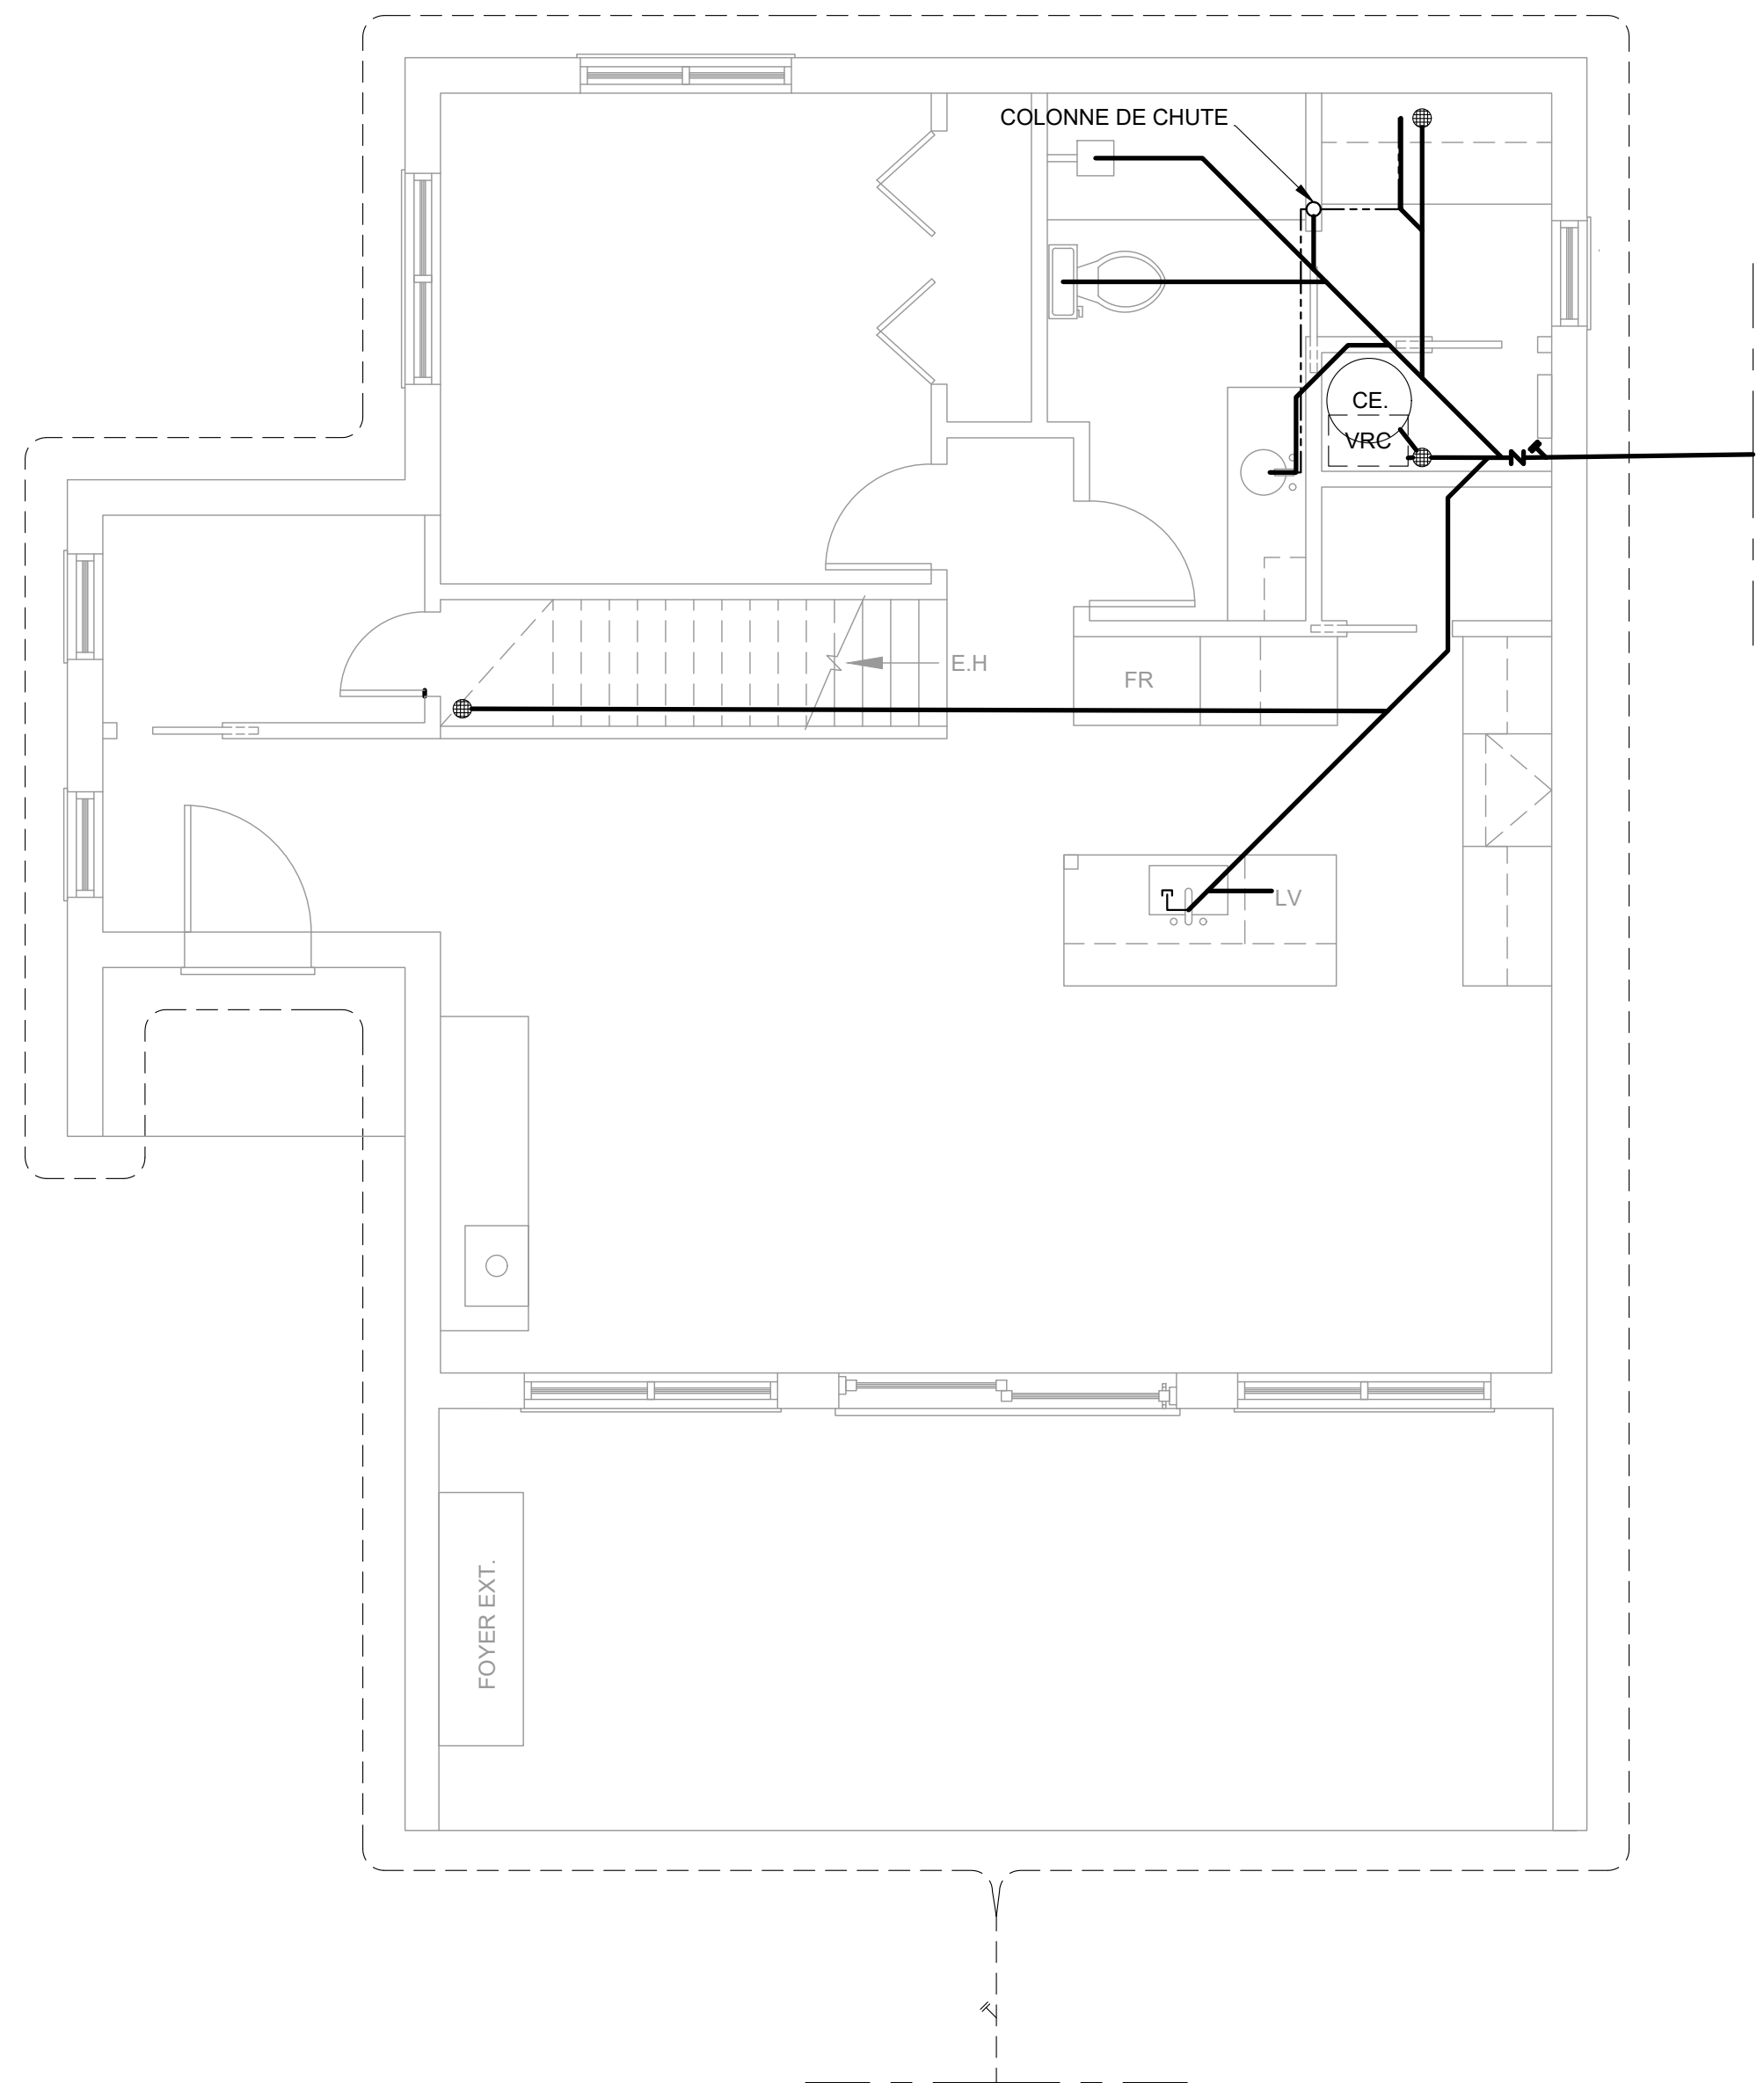 COLONNE DE CHUTE
CE.
VRC
E.H
FR
LV
FOYER EXT.